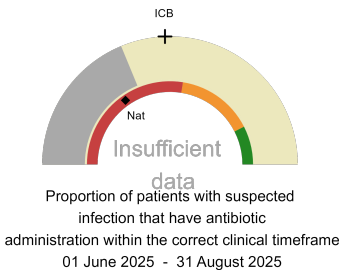 ICB
Nat
Insufficient
data
Proportion of patients with suspected
infection that have antibiotic
administration within the correct clinical timeframe
01 June 2025 - 31 August 2025